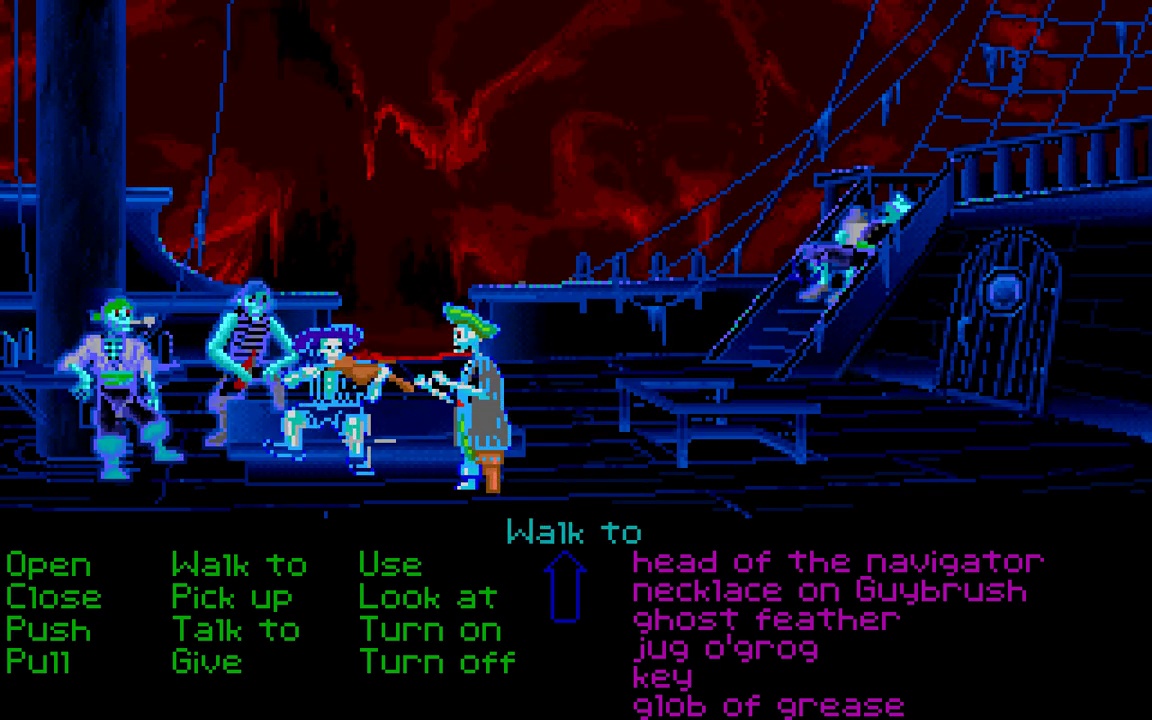 Walk to
Open Walk to Use
Close Pick up Look at
Push Talk to Turn on
Pull Give Turn off
head of the navigator
necklace on Guybrush
ghost feather
jug o'grog
key
glob of grease